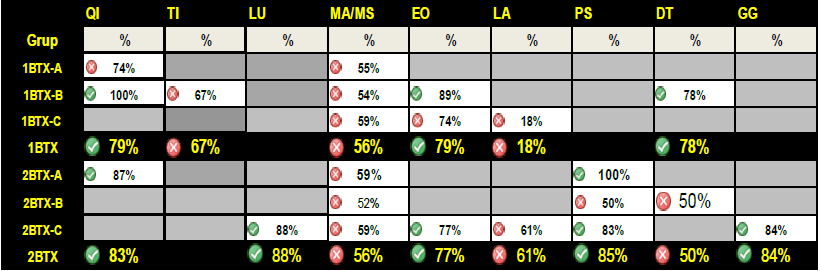 QI TI LU MA/MS EO LA PS DT GG
Grup % % % % % % % % %
1BTX-A 74% 55%
1BTX-B 100% 67% 54% 89% 78%
1BTX-C 59% 74% 18%
1BTX 79% 67% 56% 79% 18% 78%
2BTX-A 87% 59% 100%
2BTX-B 52% 50% 50%
2BTX-C 88% 59% 77% 61% 83% 84%
2BTX 83% 88% 56% 77% 61% 85% 50% 84%